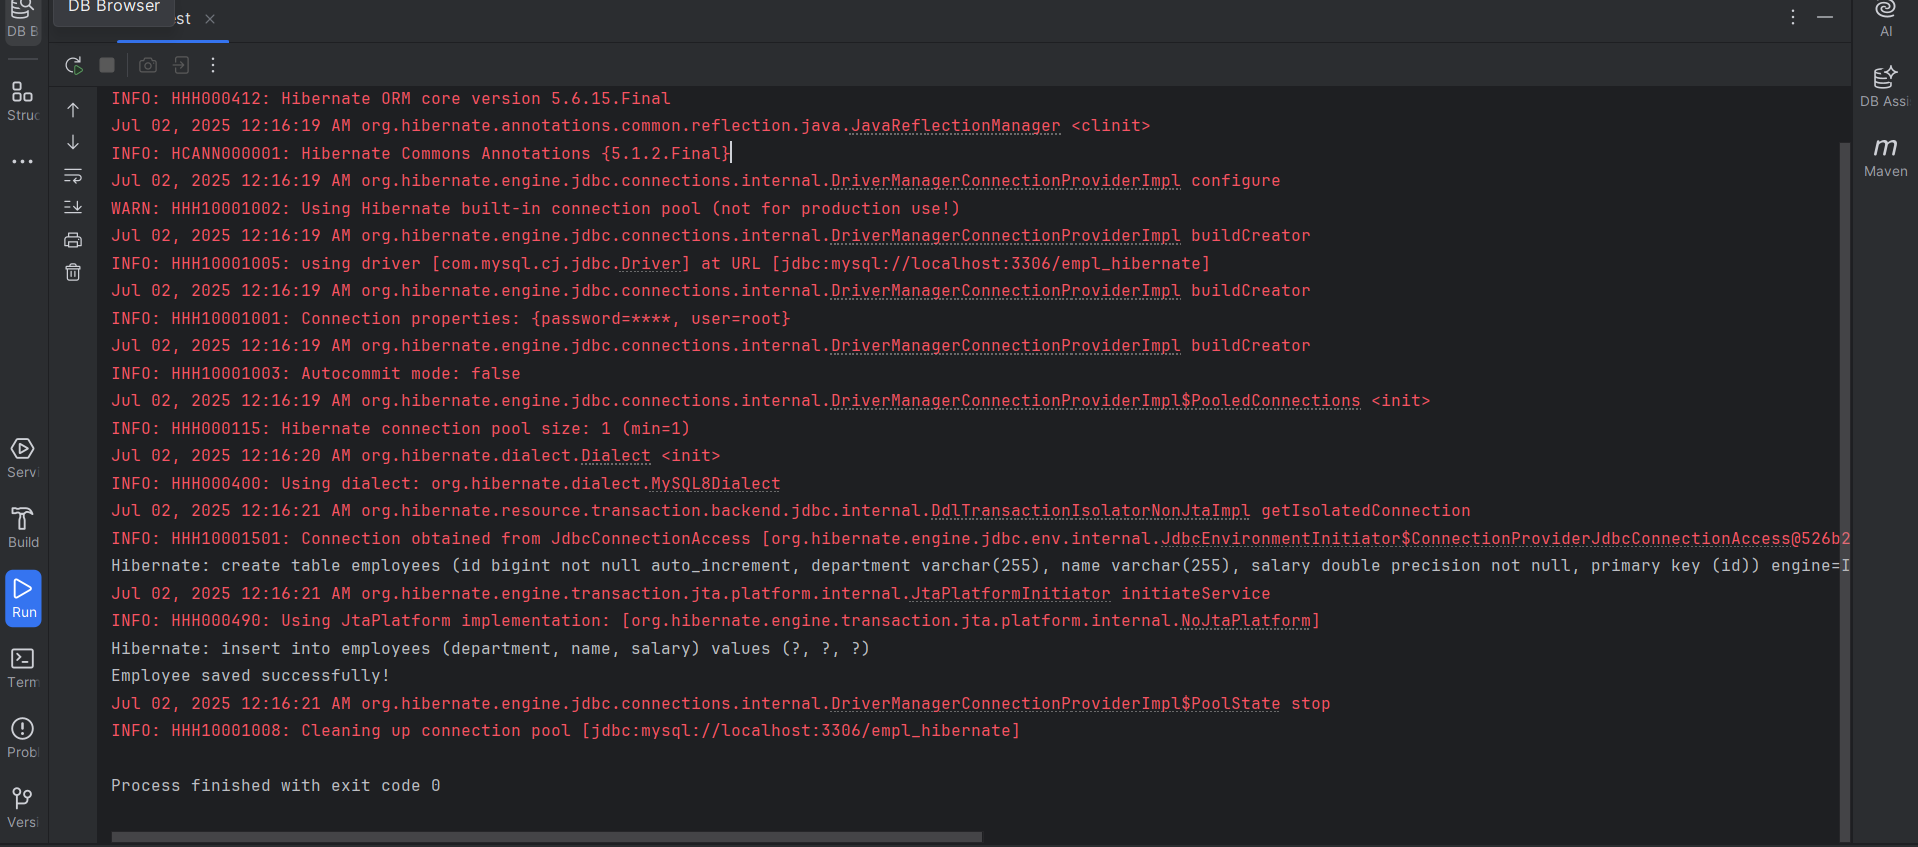 DB Browser
est
DB B
Struc
Servi
Build
Run
Term
Probl
Versi
INFO: HHH000412: Hibernate ORM core version 5.6.15.Final
Jul 02, 2025 12:16:19 AM org.hibernate.annotations.common.reflection.java.JavaReflectionManager <clinit>
INFO: HCANN000001: Hibernate Commons Annotations {5.1.2.Final}
Jul 02, 2025 12:16:19 AM org.hibernate.engine.jdbc.connections.internal.DriverManagerConnectionProviderImpl configure
WARN: HHH10001002: Using Hibernate built-in connection pool (not for production use!)
Jul 02, 2025 12:16:19 AM org.hibernate.engine.jdbc.connections.internal.DriverManagerConnectionProviderImpl buildCreator
INFO: HHH10001005: using driver [com.mysql.cj.jdbc.Driver] at URL [jdbc:mysql://localhost:3306/empl_hibernate]
Jul 02, 2025 12:16:19 AM org.hibernate.engine.jdbc.connections.internal.DriverManagerConnectionProviderImpl buildCreator
INFO: HHH10001001: Connection properties: {password=****, user=root}
Jul 02, 2025 12:16:19 AM org.hibernate.engine.jdbc.connections.internal.DriverManagerConnectionProviderImpl buildCreator
INFO: HHH10001003: Autocommit mode: false
Jul 02, 2025 12:16:19 AM org.hibernate.engine.jdbc.connections.internal.DriverManagerConnectionProviderImpl$PooledConnections <init>
INFO: HHH000115: Hibernate connection pool size: 1 (min=1)
Jul 02, 2025 12:16:20 AM org.hibernate.dialect.Dialect <init>
INFO: HHH000400: Using dialect: org.hibernate.dialect.MySQL8Dialect
Jul 02, 2025 12:16:21 AM org.hibernate.resource.transaction.backend.jdbc.internal.DdlTransactionIsolatorNonJtaImpl getIsolatedConnection
INFO: HHH10001501: Connection obtained from JdbcConnectionAccess [org.hibernate.engine.jdbc.env.internal.JdbcEnvironmentInitiator$ConnectionProviderJdbcConnectionAccess@526b2
Hibernate: create table employees (id bigint not null auto_increment, department varchar(255), name varchar(255), salary double precision not null, primary key (id)) engine=I
Jul 02, 2025 12:16:21 AM org.hibernate.engine.transaction.jta.platform.internal.JtaPlatformInitiator initiateService
INFO: HHH000490: Using JtaPlatform implementation: [org.hibernate.engine.transaction.jta.platform.internal.NoJtaPlatform]
Hibernate: insert into employees (department, name, salary) values (?, ?, ?)
Employee saved successfully!
Jul 02, 2025 12:16:21 AM org.hibernate.engine.jdbc.connections.internal.DriverManagerConnectionProviderImpl$PoolState stop
INFO: HHH10001008: Cleaning up connection pool [jdbc:mysql://localhost:3306/empl_hibernate]
Process finished with exit code 0
AI
DB Assi
m
Maven